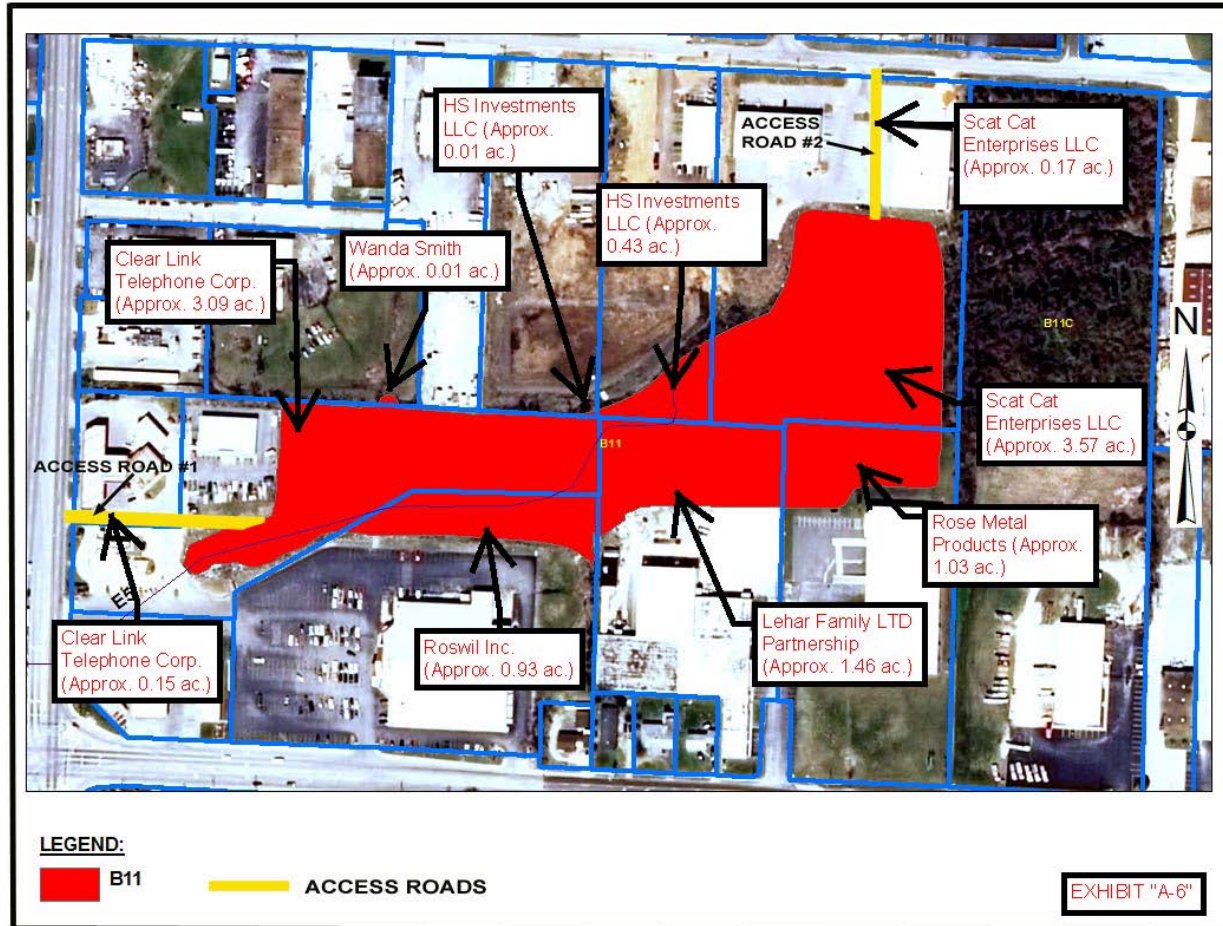 HS Investments
LLC (Approx.
0.01 ac.)
ACCESS
ROAD #2
Scat Cat
Enterprises LLC
(Approx. 0.17 ac.)
HS Investments
LLC (Approx.
0.43 ac.)
Clear Link
Telephone Corp.
(Approx. 3.09 ac.)
Wanda Smith
(Approx. 0.01 ac.)
B11C
N
Scat Cat
Enterprises LLC
(Approx. 3.57 ac.)
B11
ACCESS ROAD #1
Rose Metal
Products (Approx.
1.03 ac.)
E5
Clear Link
Telephone Corp.
(Approx. 0.15 ac.)
Roswil Inc.
(Approx. 0.93 ac.)
Lehar Family LTD
Partnership
(Approx. 1.46 ac.)
LEGEND:
B11
ACCESS ROADS
EXHIBIT "A-6"